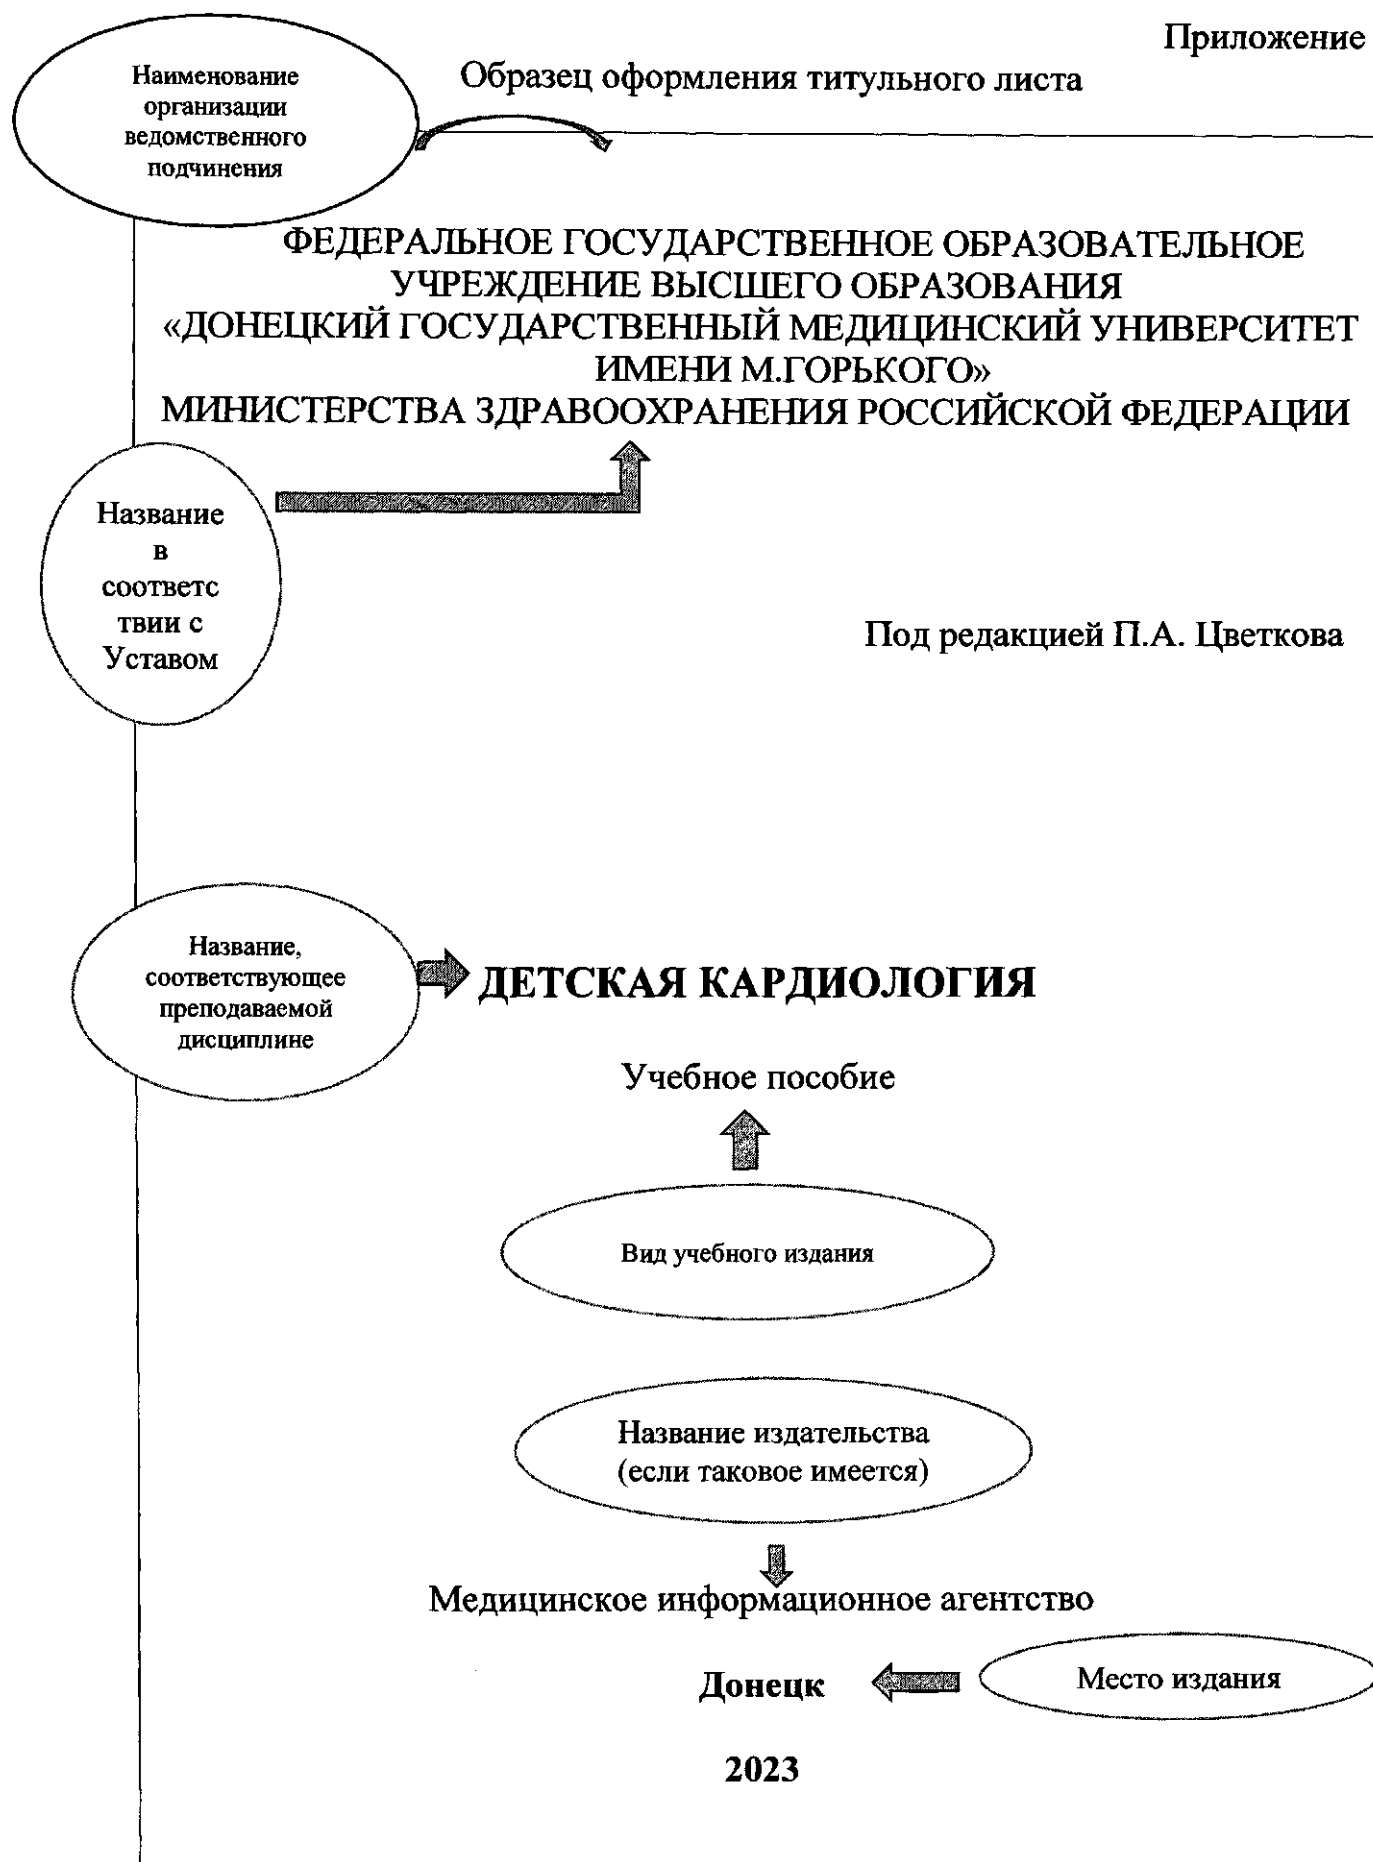 Приложение
Образец оформления титульного листа
Наименование
организации
ведомственного
подчинения
ФЕДЕРАЛЬНОЕ ГОСУДАРСТВЕННОЕ ОБРАЗОВАТЕЛЬНОЕ
УЧРЕЖДЕНИЕ ВЫСШЕГО ОБРАЗОВАНИЯ
«ДОНЕЦКИЙ ГОСУДАРСТВЕННЫЙ МЕДИЦИНСКИЙ УНИВЕРСИТЕТ
ИМЕНИ М.ГОРЬКОГО»
МИНИСТЕРСТВА ЗДРАВООХРАНЕНИЯ РОССИЙСКОЙ ФЕДЕРАЦИИ
Название
в
соответс
твии с
Уставом
Под редакцией П.А. Цветкова
Название,
соответствующее
преподаваемой
дисциплине
ДЕТСКАЯ КАРДИОЛОГИЯ
Учебное пособие
Вид учебного издания
Название издательства
(если таковое имеется)
Медицинское информационное агентство
Донецк
Место издания
2023